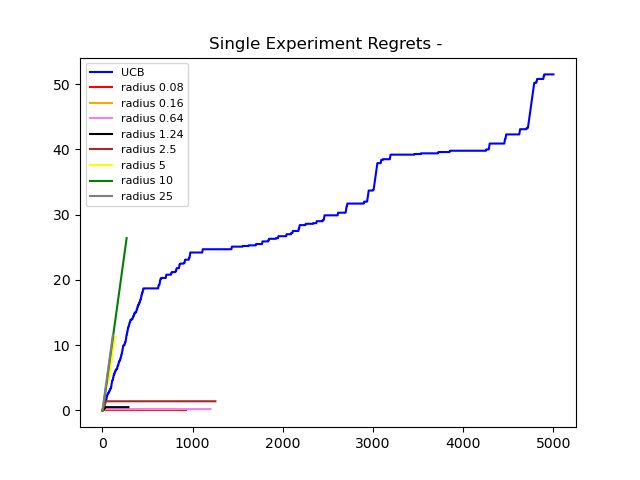 Single Experiment Regrets -
UCB
radius 0.08
radius 0.16
radius 0.64
radius 1.24
radius 2.5
radius 5
radius 10
radius 25
50
40
30
20
10
0
0 1000 2000 3000 4000 5000